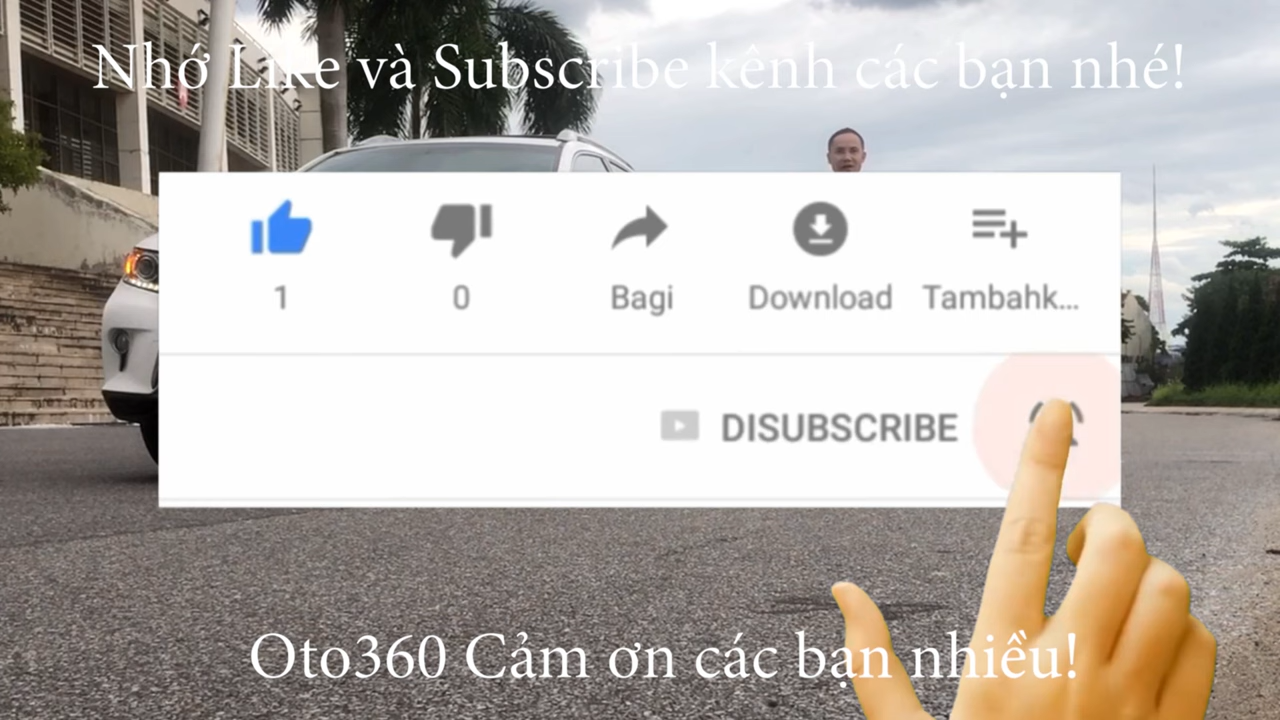 Nhớ Like và Subscribe kênh các bạn nhé!
1 0 Bagi Download Tambahk...
DISUBSCRIBE
Oto360 Cảm ơn các bạn nhiều!